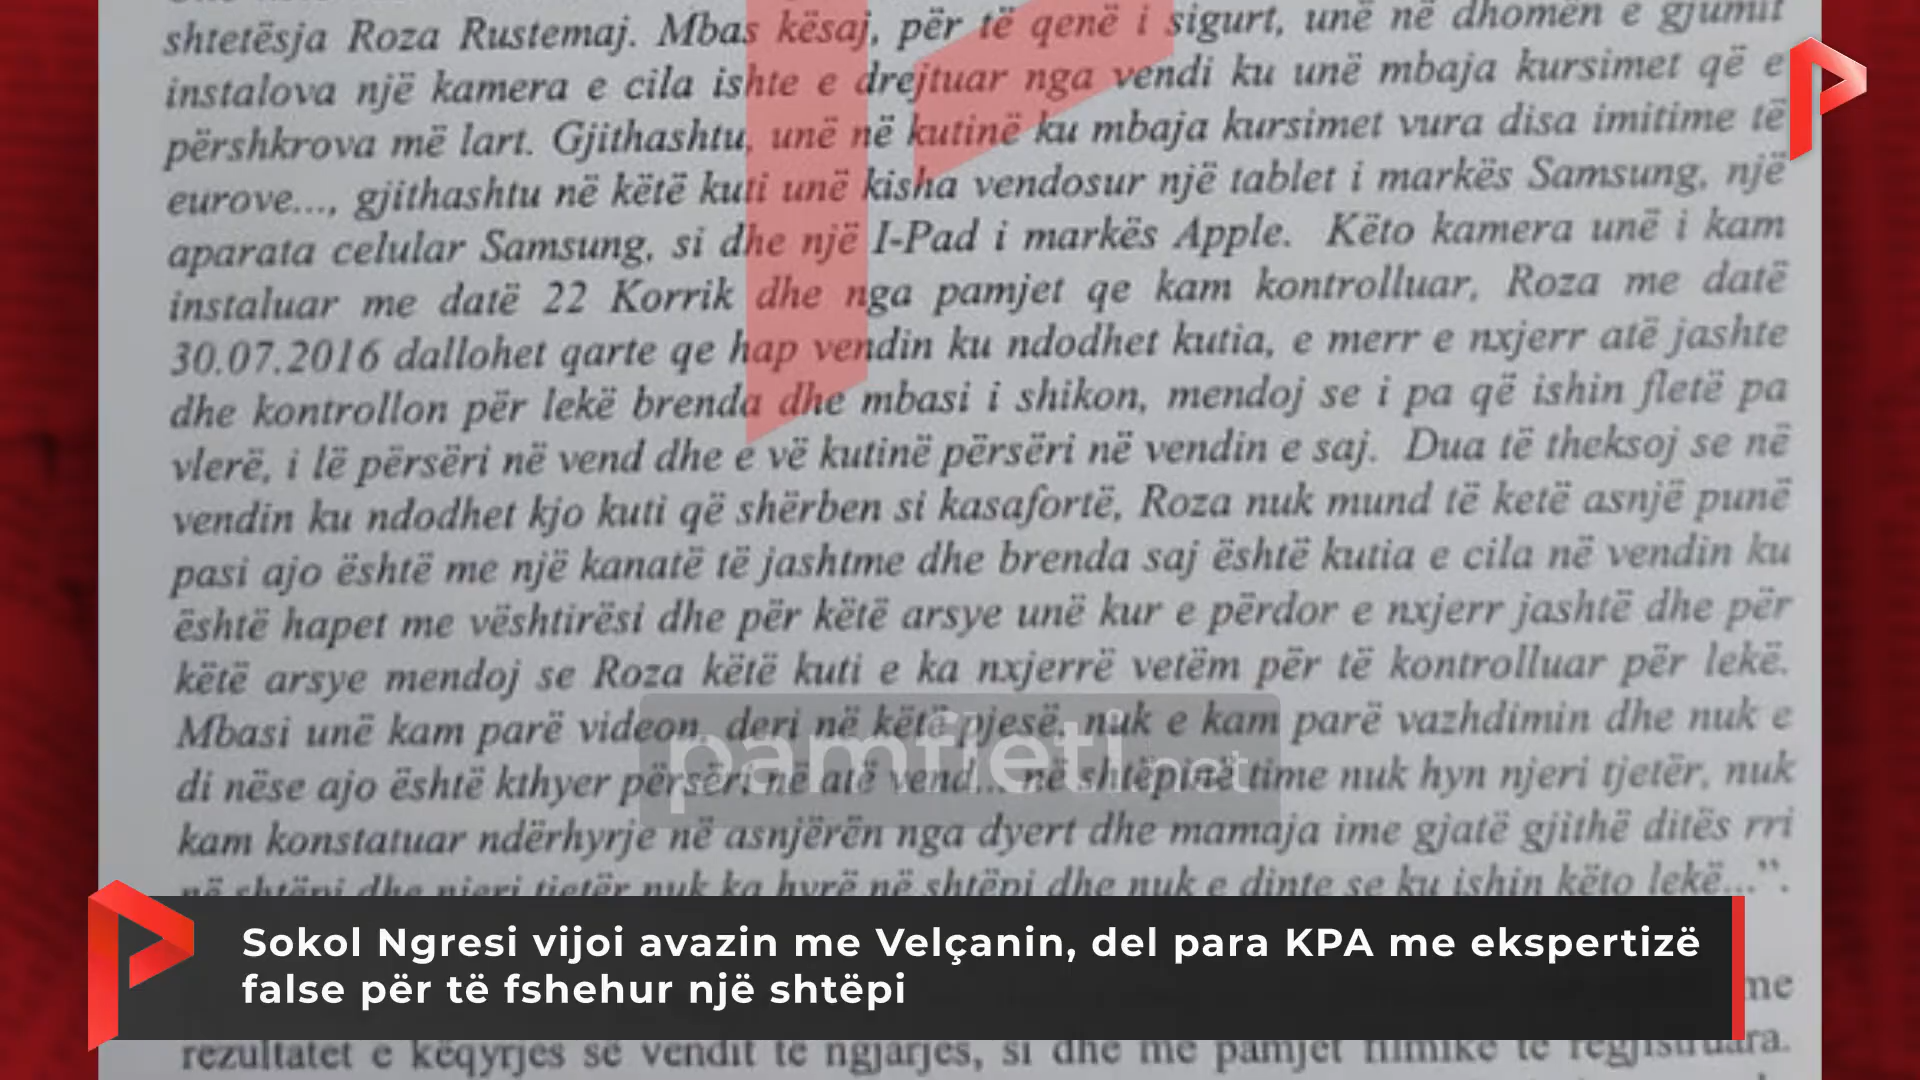 shtetësja Roza Rustemaj. Mbas kësaj, për të qenë i sigurt, unë në dhomën e gjumit
instalova një kamera e cila ishte e drejtuar nga vendi ku unë mbaja kursimet që e
përshkrova më lart. Gjithashtu, unë në kutinë ku mbaja kursimet vura disa imitime të
eurove..., gjithashtu në këtë kuti unë kisha vendosur një tablet i markës Samsung, një
aparata celular Samsung, si dhe një I-Pad i markës Apple. Këto kamera unë i kam
instaluar me datë 22 Korrik dhe nga pamjet qe kam kontrolluar, Roza me datë
30.07.2016 dallohet qarte qe hap vendin ku ndodhet kutia, e merr e nxjerr atë jashte
dhe kontrollon për lekë brenda dhe mbasi i shikon, mendoj se i pa që ishin fletë pa
vlerë, i lë përsëri në vend dhe e vë kutinë përsëri në vendin e saj. Dua të theksoj se në
vendin ku ndodhet kjo kuti që shërben si kasafortë, Roza nuk mund të ketë asnjë punë
pasi ajo është me një kanatë të jashtme dhe brenda saj është kutia e cila në vendin ku
është hapet me vështirësi dhe për këtë arsye unë kur e përdor e nxjerr jashtë dhe për
këtë arsye mendoj se Roza këtë kuti e ka nxjerrë vetëm për të kontrolluar për lekë.
Mbasi unë kam parë videon, deri në këtë pjesë, nuk e kam parë vazhdimin dhe nuk e
di nëse ajo është kthyer përsëri në atë vend... në shtëpinë time nuk hyn njeri tjetër, nuk
kam konstatuar ndërhyrje në asnjërën nga dyert dhe mamaja ime gjatë gjithë ditës rri
në shtëpi dhe njeri tjetër nuk ka hyrë në shtëpi dhe nuk e dinte se ku ishin këto lekë...".
pamfleti.net
Sokol Ngresi vijoi avazin me Velçanin, del para KPA me ekspertizë
false për të fshehur një shtëpi
me
rezultatet e këqyrjes së vendit të ngjarjes, si dhe me pamjet filmike të regjistruara.